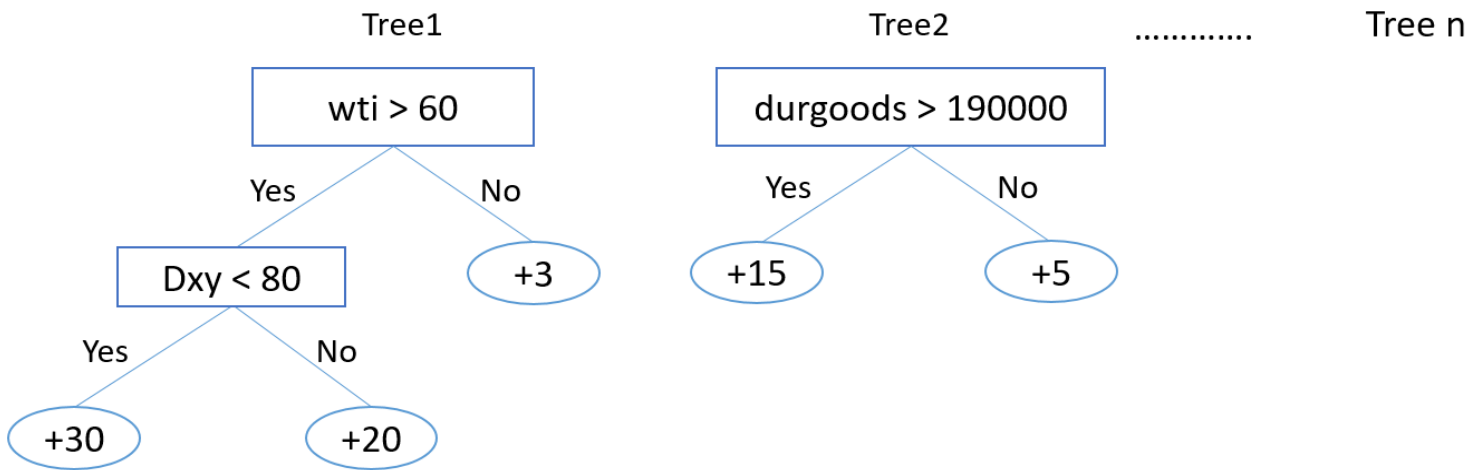 Tree1
Tree2
.............
Tree n
wti > 60
durgoods > 190000
Yes
No
Yes
No
Dxy < 80
+3
+15
+5
Yes
No
+30
+20